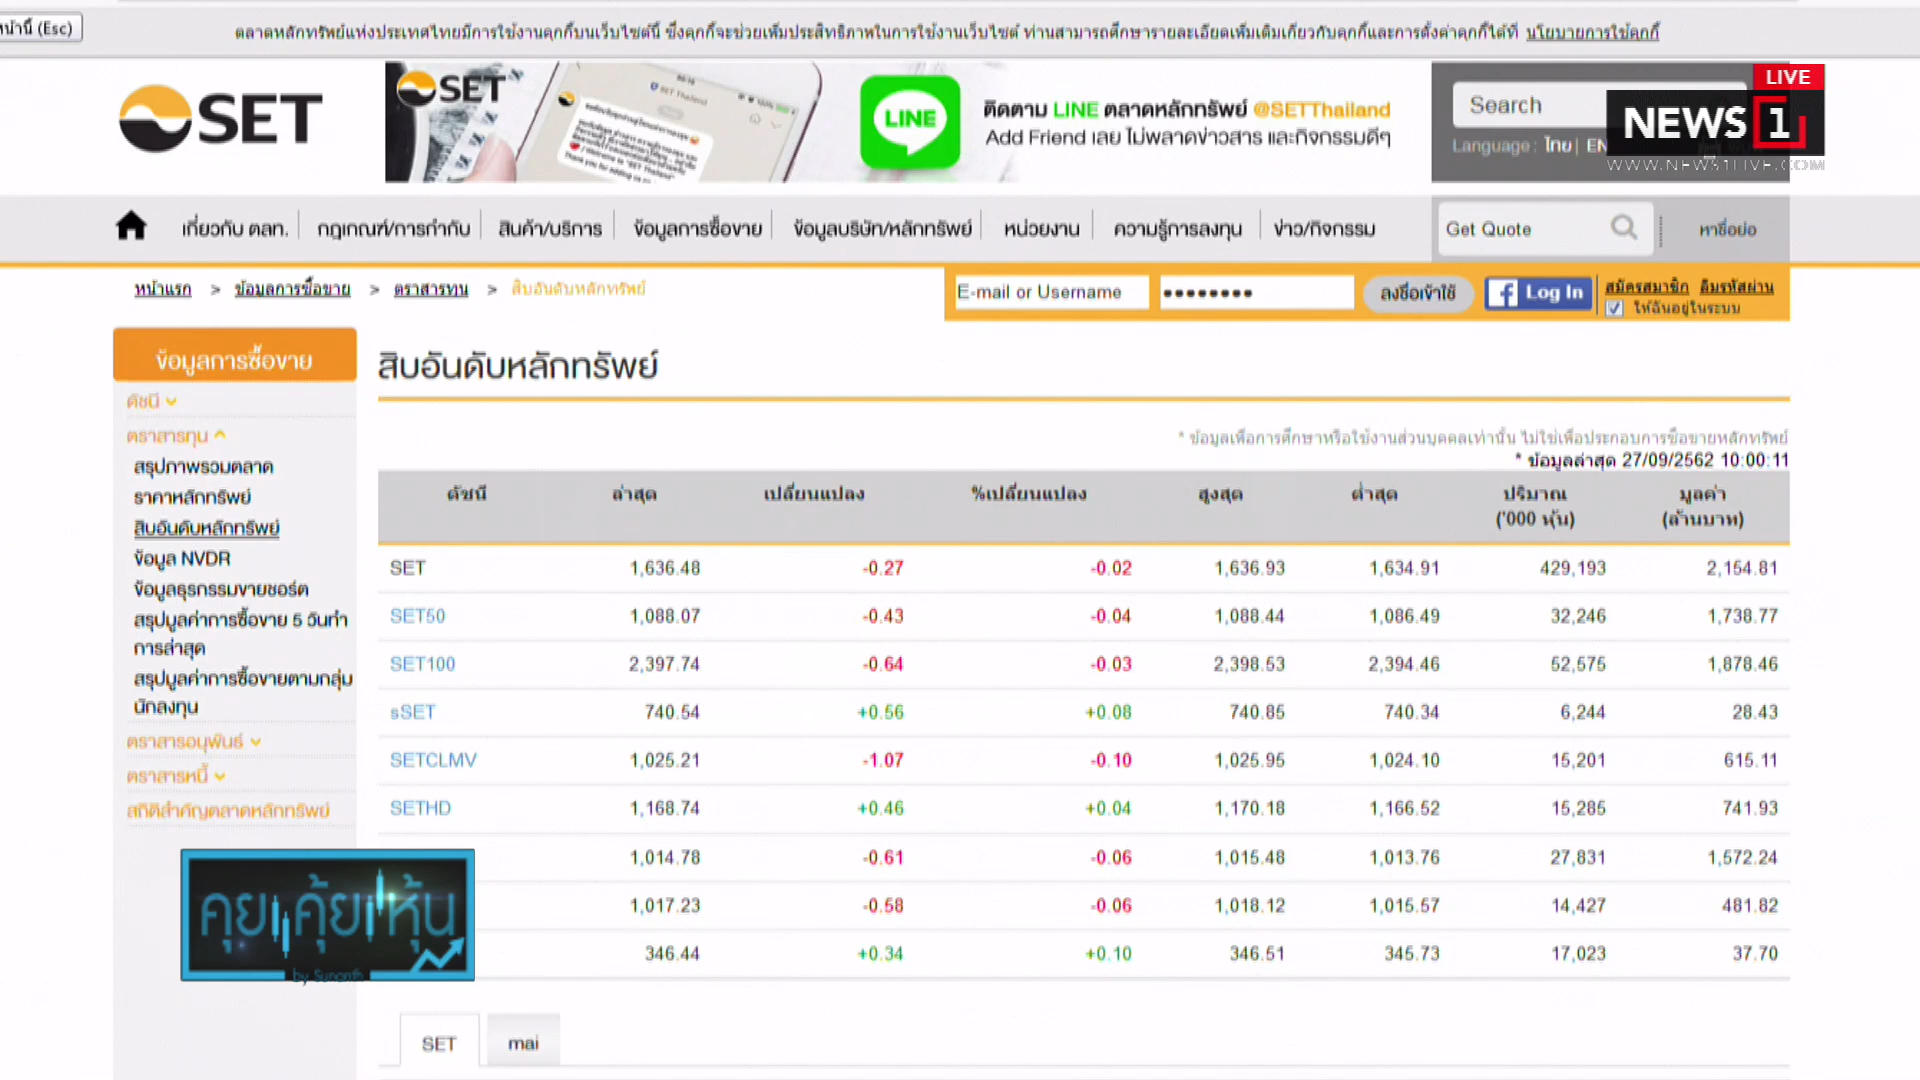 หน้านี้ (Esc)
ตลาดหลักทรัพย์แห่งประเทศไทยมีการใช้งานคุกกี้บนเว็บไซต์นี้ ซึ่งคุกกี้จะช่วยเพิ่มประสิทธิภาพในการใช้งานเว็บไซต์ ท่านสามารถศึกษารายละเอียดเพิ่มเติมเกี่ยวกับคุกกี้และการตั้งค่าคุกกี้ได้ที่ นโยบายการใช้คุกกี้
LIVE
SET
SET
LINE
ติดตาม LINE ตลาดหลักทรัพย์ @SETThailand
Add Friend เลย ไม่พลาดข่าวสาร และกิจกรรมดีๆ
Search
NEWS 1
Language : ไทย | EN
WWW.NEWS1LIVE.COM
เกี่ยวกับ ตลท. กฎเกณฑ์/การกำกับ สินค้า/บริการ ข้อมูลการซื้อขาย ข้อมูลบริษัท/หลักทรัพย์ หน่วยงาน ความรู้การลงทุน ข่าว/กิจกรรม Get Quote หาชื่อย่อ
หน้าแรก > ข้อมูลการซื้อขาย > ตราสารทุน > สิบอันดับหลักทรัพย์
E-mail or Username •••••••• ลงชื่อเข้าใช้ f Log In สมัครสมาชิก ลืมรหัสผ่าน
ให้ฉันอยู่ในระบบ
ข้อมูลการซื้อขาย
ดัชนี
ตราสารทุน
สรุปภาพรวมตลาด
ราคาหลักทรัพย์
สิบอันดับหลักทรัพย์
ข้อมูล NVDR
ข้อมูลธุรกรรมขายชอร์ต
สรุปมูลค่าการซื้อขาย 5 วันทำ
การล่าสุด
สรุปมูลค่าการซื้อขายตามกลุ่ม
นักลงทุน
ตราสารอนุพันธ์
ตราสารหนี้
สถิติสำคัญตลาดหลักทรัพย์
สิบอันดับหลักทรัพย์
* ข้อมูลเพื่อการศึกษาหรือใช้งานส่วนบุคคลเท่านั้น ไม่ใช่เพื่อประกอบการซื้อขายหลักทรัพย์
* ข้อมูลล่าสุด 27/09/2562 10:00:11
ดัชนี ล่าสุด เปลี่ยนแปลง %เปลี่ยนแปลง สูงสุด ต่ำสุด ปริมาณ มูลค่า
('000 หุ้น) (ล้านบาท)
SET 1,636.48 -0.27 -0.02 1,636.93 1,634.91 429,193 2,154.81
SET50 1,088.07 -0.43 -0.04 1,088.44 1,086.49 32,246 1,738.77
SET100 2,397.74 -0.64 -0.03 2,398.53 2,394.46 52,575 1,878.46
sSET 740.54 +0.56 +0.08 740.85 740.34 6,244 28.43
SETCLMV 1,025.21 -1.07 -0.10 1,025.95 1,024.10 15,201 615.11
SETHD 1,168.74 +0.46 +0.04 1,170.18 1,166.52 15,285 741.93
1,014.78 -0.61 -0.06 1,015.48 1,013.76 27,831 1,572.24
1,017.23 -0.58 -0.06 1,018.12 1,015.57 14,427 481.82
346.44 +0.34 +0.10 346.51 345.73 17,023 37.70
คุยคุ้ยหุ้น
by Sunanth
SET mai